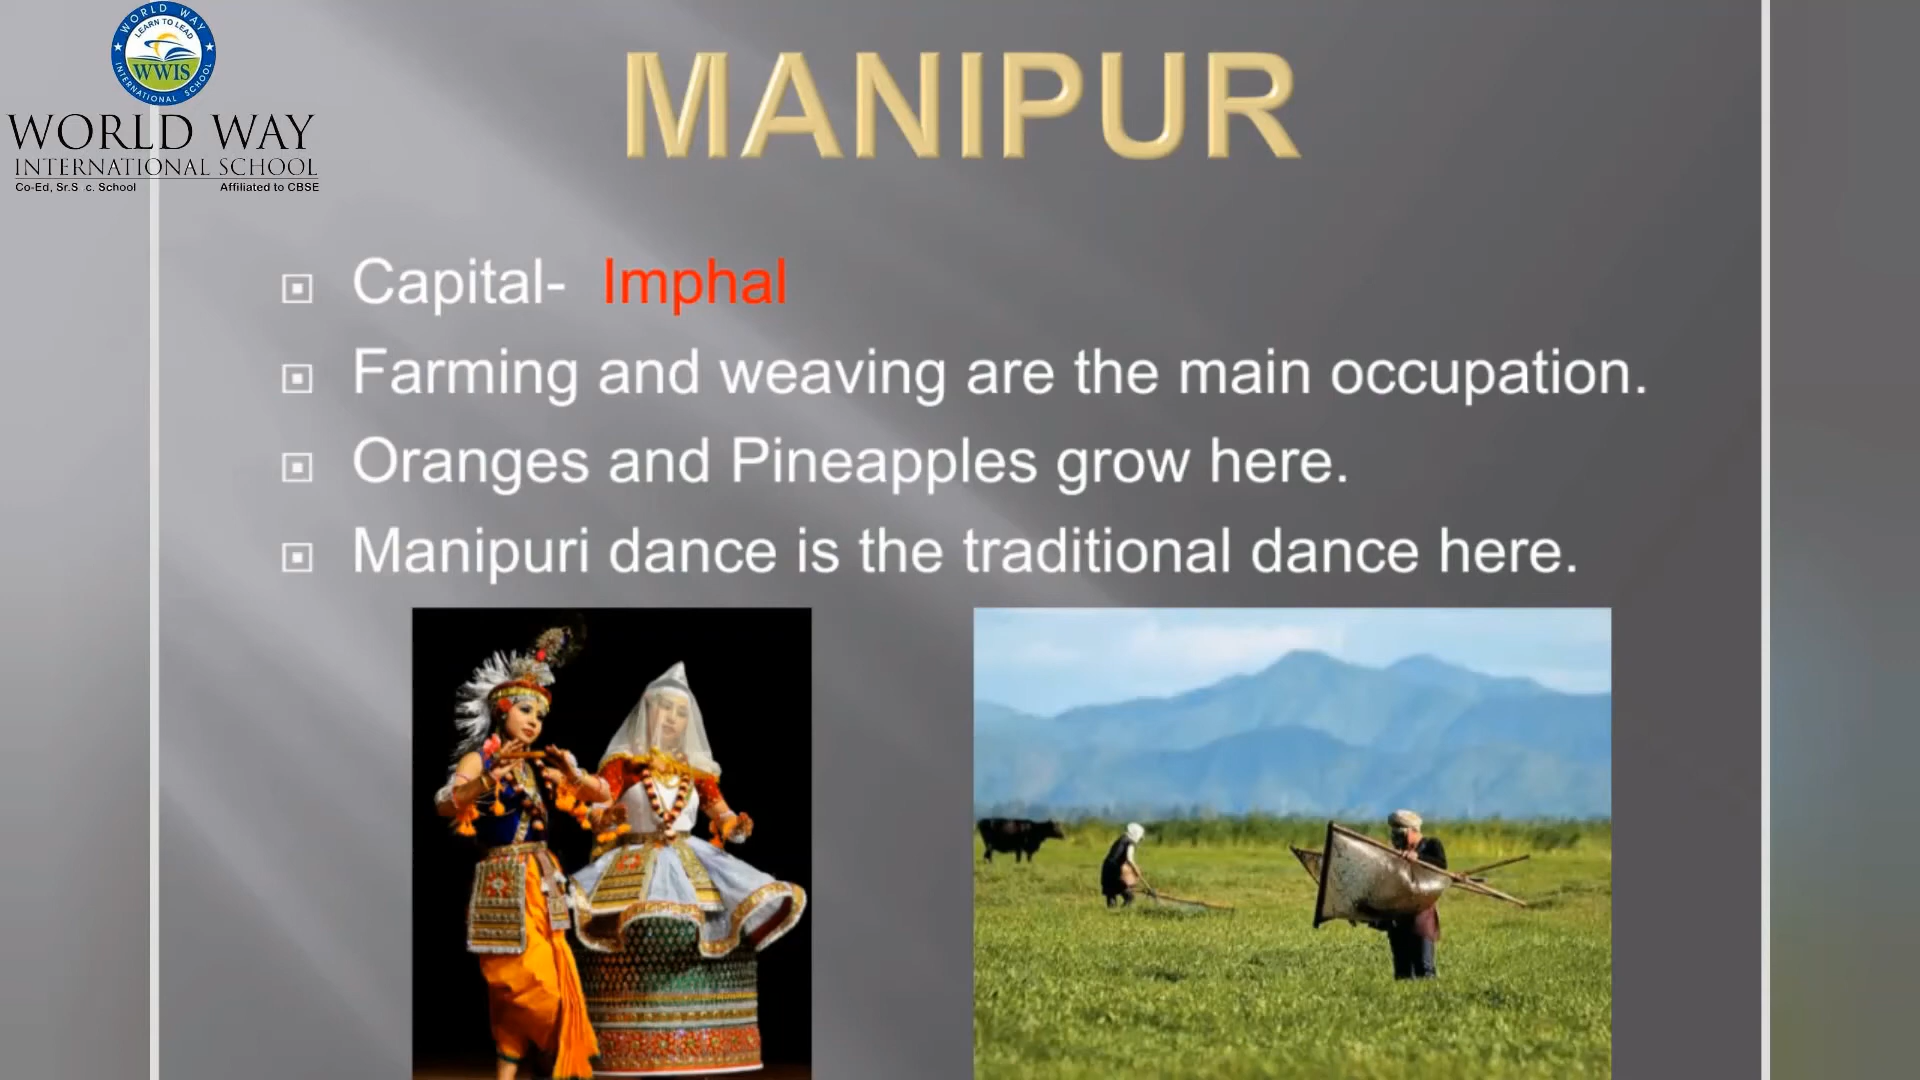 WORLD WAY
LEARN TO LEAD
WWIS
INTERNATIONAL SCHOOL
WORLD WAY
INTERNATIONAL SCHOOL
Co-Ed, Sr.S c. School Affiliated to CBSE
MANIPUR
Capital- Imphal
Farming and weaving are the main occupation.
Oranges and Pineapples grow here.
Manipuri dance is the traditional dance here.